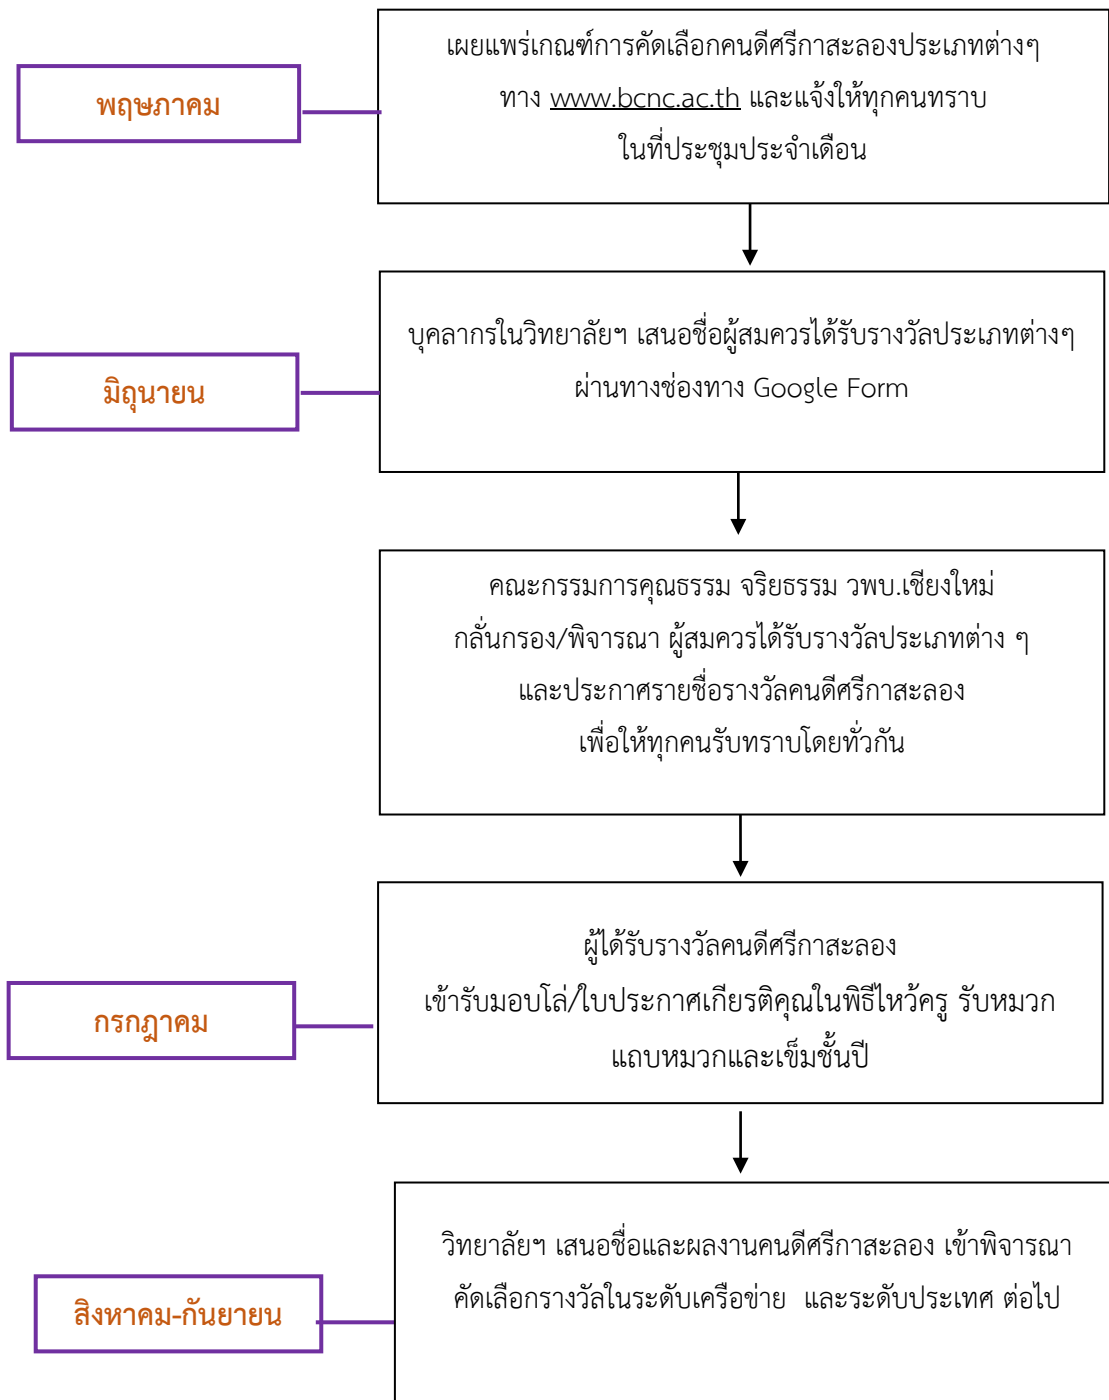 พฤษภาคม
เผยแพร่เกณฑ์การคัดเลือกคนดีศรีกาสะลองประเภทต่างๆ
ทาง www.bcnc.ac.th และแจ้งให้ทุกคนทราบ
ในที่ประชุมประจำเดือน
มิถุนายน
บุคลากรในวิทยาลัยฯ เสนอชื่อผู้สมควรได้รับรางวัลประเภทต่างๆ
ผ่านทางช่องทาง Google Form
คณะกรรมการคุณธรรม จริยธรรม วพบ.เชียงใหม่
กลั่นกรอง/พิจารณา ผู้สมควรได้รับรางวัลประเภทต่าง ๆ
และประกาศรายชื่อรางวัลคนดีศรีกาสะลอง
เพื่อให้ทุกคนรับทราบโดยทั่วกัน
กรกฎาคม
ผู้ได้รับรางวัลคนดีศรีกาสะลอง
เข้ารับมอบโล่/ใบประกาศเกียรติคุณในพิธีไหว้ครู รับหมวก
แถบหมวกและเข็มชั้นปี
สิงหาคม-กันยายน
วิทยาลัยฯ เสนอชื่อและผลงานคนดีศรีกาสะลอง เข้าพิจารณา
คัดเลือกรางวัลในระดับเครือข่าย และระดับประเทศ ต่อไป